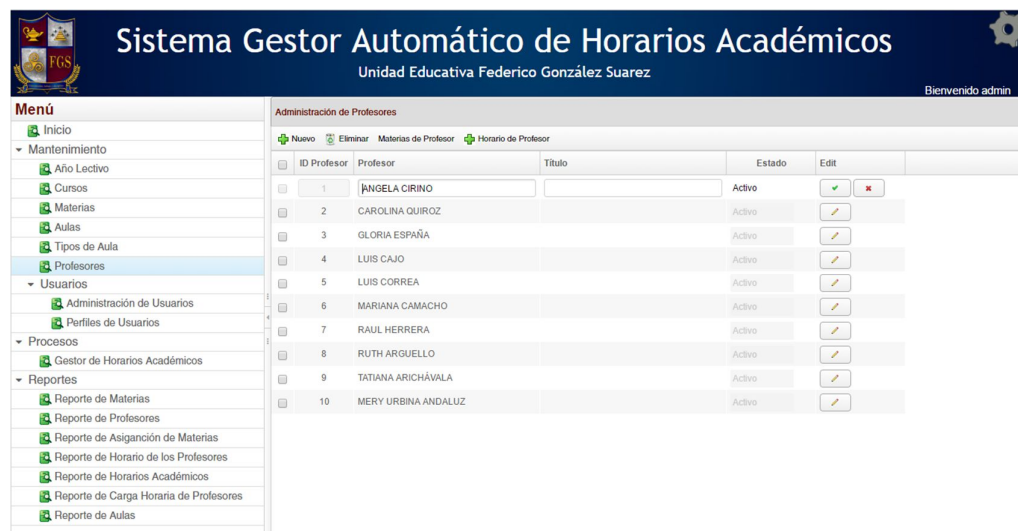 FGS
Sistema Gestor Automático de Horarios Académicos
Unidad Educativa Federico González Suarez
Bienvenido admin
Menú
Inicio
Mantenimiento
Año Lectivo
Cursos
Materias
Aulas
Tipos de Aula
Profesores
Usuarios
Administración de Usuarios
Perfiles de Usuarios
Procesos
Gestor de Horarios Académicos
Reportes
Reporte de Materias
Reporte de Profesores
Reporte de Asigancón de Materias
Reporte de Horario de los Profesores
Reporte de Horarios Académicos
Reporte de Carga Horaria de Profesores
Reporte de Aulas
Administración de Profesores
Nuevo Eliminar Materias de Profesor Horario de Profesor
ID Profesor Profesor Título Estado Edit
1 ANGELA CIRINO Activo
2 CAROLINA QUIROZ Activo
3 GLORIA ESPAÑA Activo
4 LUIS CAJO Activo
5 LUIS CORREA Activo
6 MARIANA CAMACHO Activo
7 RAUL HERRERA Activo
8 RUTH ARGUELLO Activo
9 TATIANA ARICHÁVALA Activo
10 MERY URBINA ANDALUZ Activo